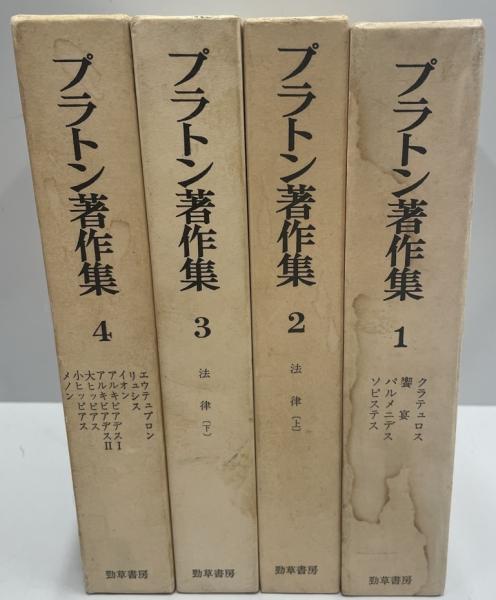 プラトン著作集
1
クラテュロス
饗宴
パルメニデス
ソピステス
勁草書房
プラトン著作集
2
法律〔上〕
勁草書房
プラトン著作集
3
法律〔下〕
勁草書房
プラトン著作集
4
エウテュプロン
リュシス
イオン
アルキビアデスI
アルキビアデスII
大ヒッピアス
小ヒッピアス
メノン
勁草書房